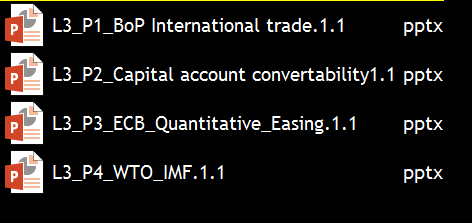 L3_P1_BoP International trade.1.1 pptx
L3_P2_Capital account convertability1.1 pptx
L3_P3_ECB_Quantitative_Easing.1.1 pptx
L3_P4_WTO_IMF.1.1 pptx